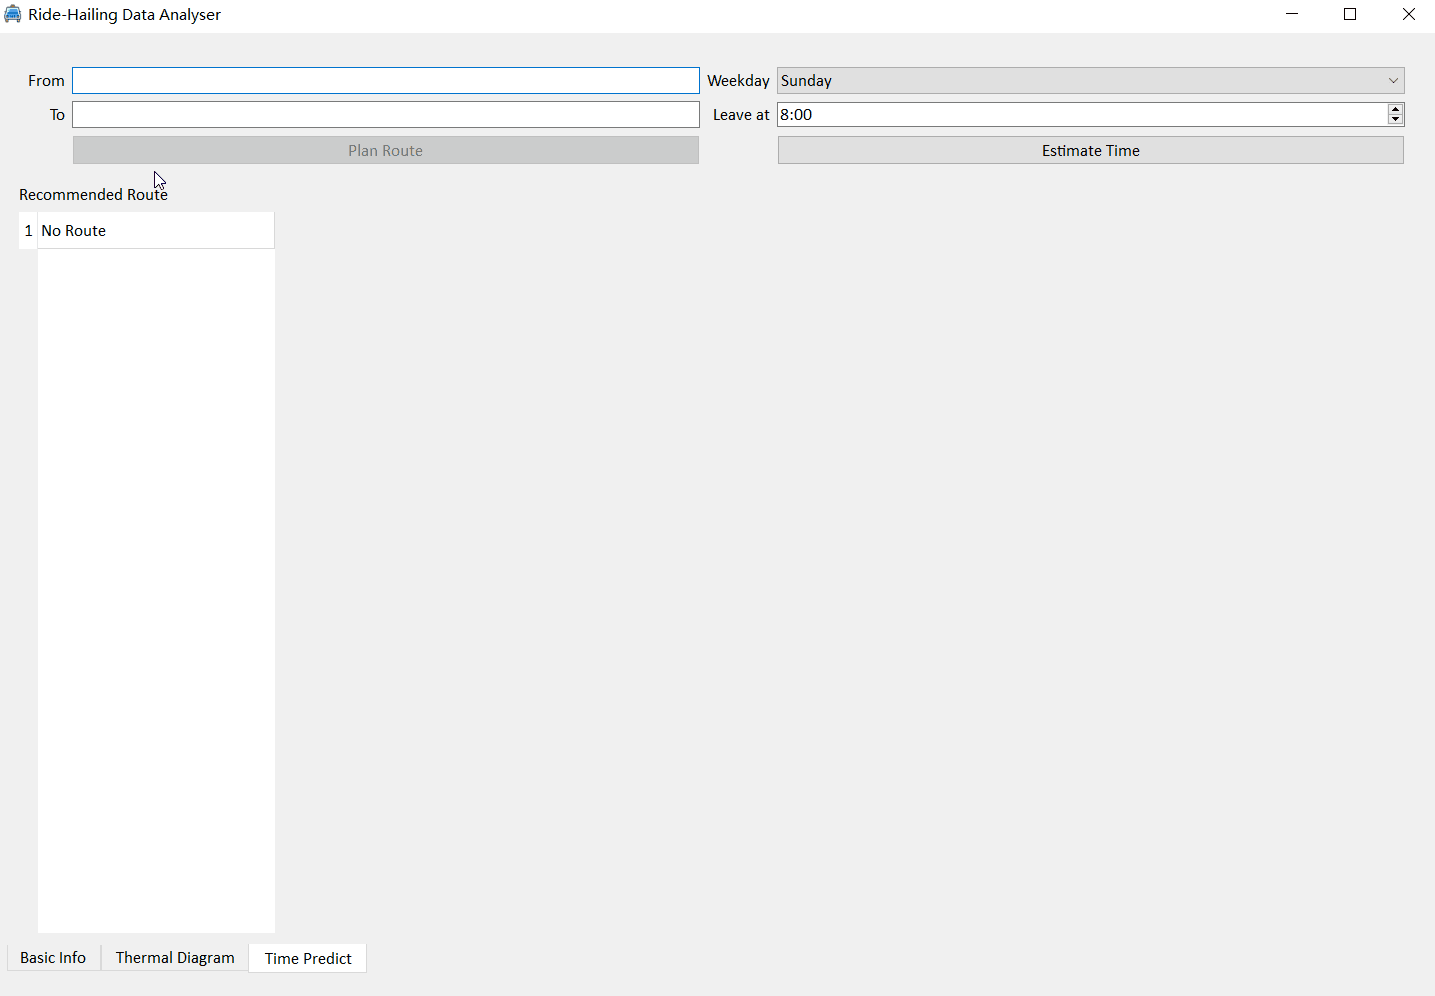 Ride-Hailing Data Analyser
From
Weekday Sunday
To
Leave at 8:00
Plan Route
Estimate Time
Recommended Route
1 No Route
Basic Info
Thermal Diagram
Time Predict